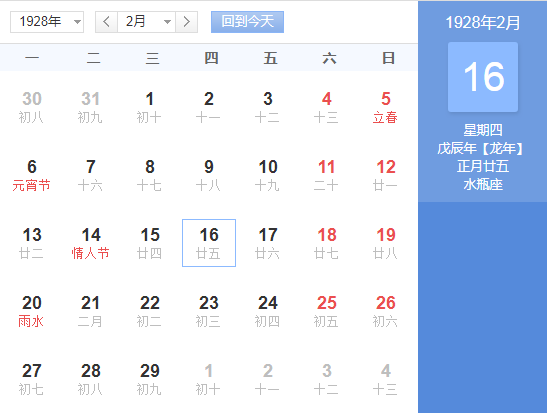 1928年 2月 回到今天
一 二 三 四 五 六 日
30 31 1 2 3 4 5
初八 初九 初十 十一 十二 十三 立春
6 7 8 9 10 11 12
元宵节 十六 十七 十八 十九 二十 廿一
13 14 15 16 17 18 19
廿二 情人节 廿四 廿五 廿六 廿七 廿八
20 21 22 23 24 25 26
雨水 二月 初二 初三 初四 初五 初六
27 28 29 1 2 3 4
初七 初八 初九 初十 十一 十二 十三
1928年2月
16
星期四
戊辰年【龙年】
正月廿五
水瓶座